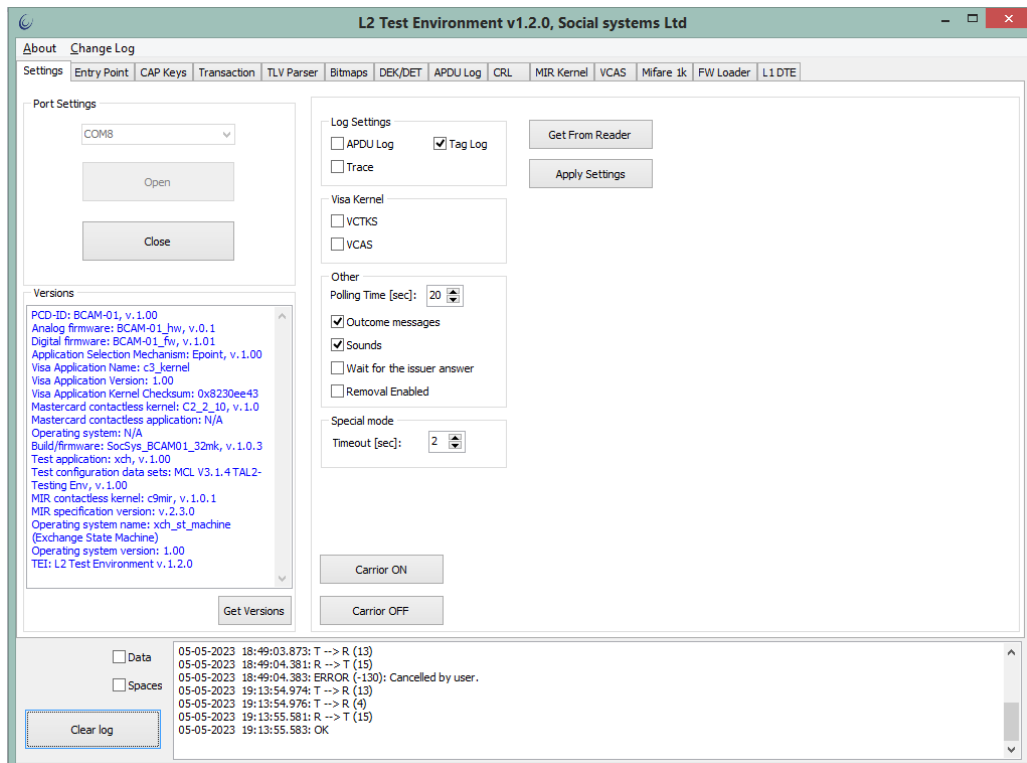 L2 Test Environment v1.2.0, Social systems Ltd
About Change Log
Settings Entry Point CAP Keys Transaction TLV Parser Bitmaps DEK/DET APDU Log CRL MIR Kernel VCAS Mifare 1k FW Loader L1 DTE
Port Settings
COM8
Open
Close
Versions
PCD-ID: BCAM-01, v.1.00
Analog firmware: BCAM-01_hw, v.0.1
Digital firmware: BCAM-01_fw, v.1.01
Application Selection Mechanism: Epoint, v.1.00
Visa Application Name: c3_kernel
Visa Application Version: 1.00
Visa Application Kernel Checksum: 0x8230ee43
Mastercard contactless kernel: C2_2_10, v.1.0
Mastercard contactless application: N/A
Operating system: N/A
Build/firmware: SocSys_BCAM01_32mk, v.1.0.3
Test application: xch, v.1.00
Test configuration data sets: MCL V3.1.4 TAL2-
Testing Env, v.1.00
MIR contactless kernel: c9mir, v.1.0.1
MIR specification version: v.2.3.0
Operating system name: xch_st_machine
(Exchange State Machine)
Operating system version: 1.00
TEI: L2 Test Environment v.1.2.0
Get Versions
Log Settings
APDU Log Tag Log
Trace
Visa Kernel
VCTKS
VCAS
Other
Polling Time [sec]: 20
Outcome messages
Sounds
Wait for the issuer answer
Removal Enabled
Special mode
Timeout [sec]: 2
Carrior ON
Carrior OFF
Get From Reader
Apply Settings
Data
Spaces
Clear log
05-05-2023 18:49:03.873: T --> R (13)
05-05-2023 18:49:04.381: R --> T (15)
05-05-2023 18:49:04.383: ERROR (-130): Cancelled by user.
05-05-2023 19:13:54.974: T --> R (13)
05-05-2023 19:13:54.976: T --> R (4)
05-05-2023 19:13:55.581: R --> T (15)
05-05-2023 19:13:55.583: OK